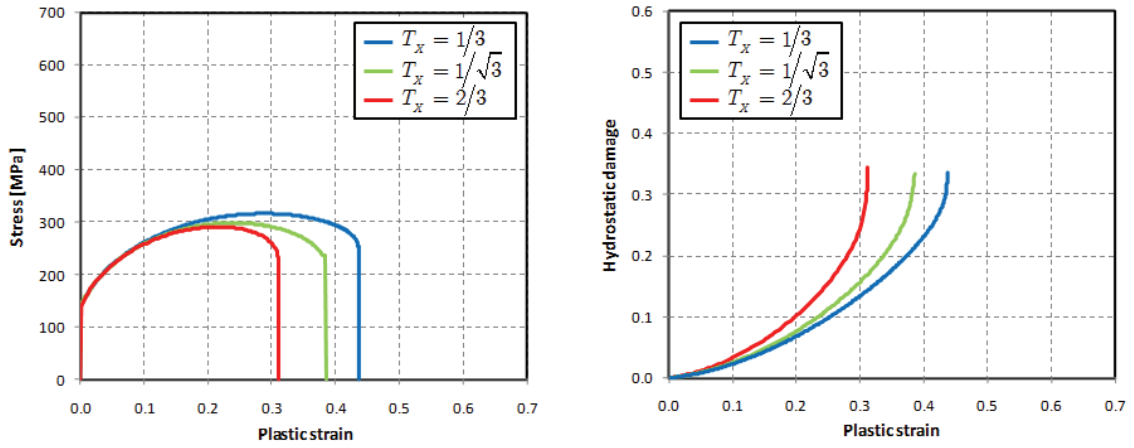 700
600
500
400
300
200
100
0
Stress [MPa]
T_X = 1/3
T_X = 1/√3
T_X = 2/3
0.0 0.1 0.2 0.3 0.4 0.5 0.6 0.7
Plastic strain
0.6
0.5
0.4
0.3
0.2
0.1
0.0
Hydrostatic damage
T_X = 1/3
T_X = 1/√3
T_X = 2/3
0.0 0.1 0.2 0.3 0.4 0.5 0.6 0.7
Plastic strain